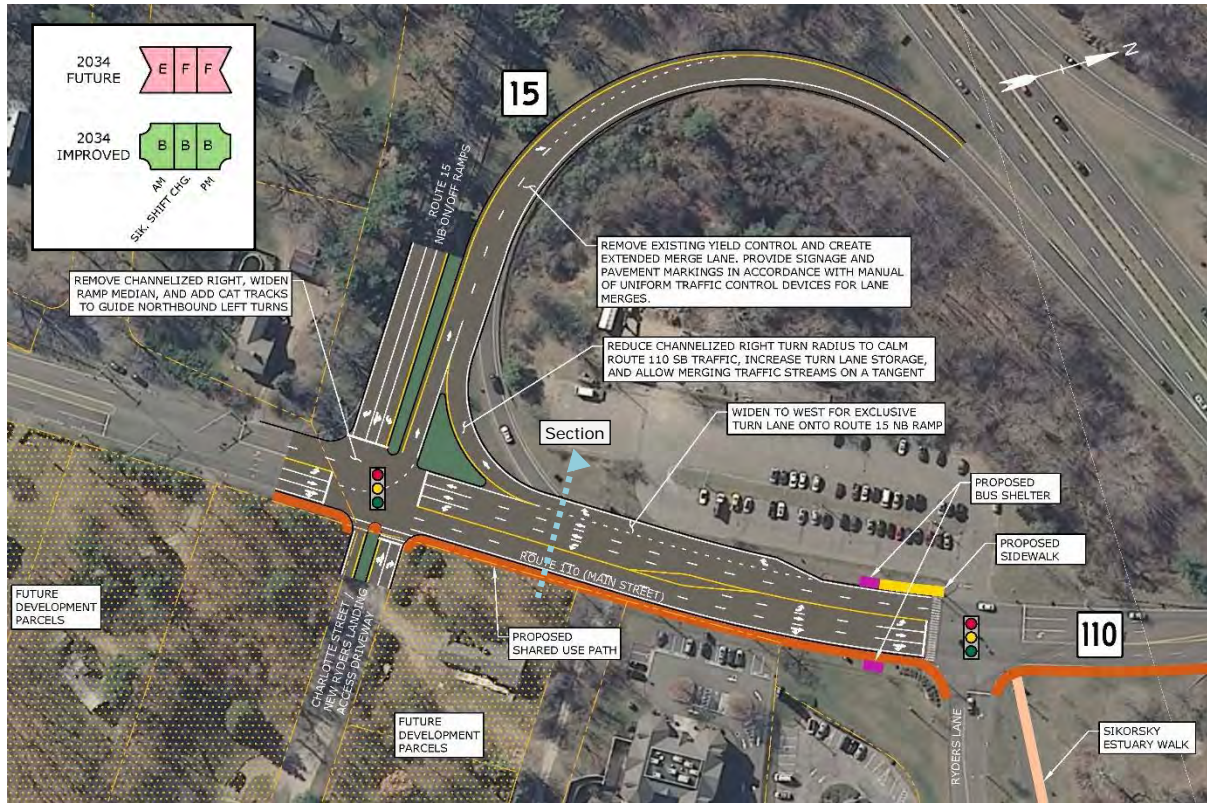 2034
FUTURE
E F F
2034
IMPROVED
B B B
AM
SIK. SHIFT CHG.
PM
15
N
ROUTE 15
NB ON/OFF RAMPS
REMOVE CHANNELIZED RIGHT, WIDEN
RAMP MEDIAN, AND ADD CAT TRACKS
TO GUIDE NORTHBOUND LEFT TURNS
REMOVE EXISTING YIELD CONTROL AND CREATE
EXTENDED MERGE LANE. PROVIDE SIGNAGE AND
PAVEMENT MARKINGS IN ACCORDANCE WITH MANUAL
OF UNIFORM TRAFFIC CONTROL DEVICES FOR LANE
MERGES.
REDUCE CHANNELIZED RIGHT TURN RADIUS TO CALM
ROUTE 110 SB TRAFFIC, INCREASE TURN LANE STORAGE,
AND ALLOW MERGING TRAFFIC STREAMS ON A TANGENT
WIDEN TO WEST FOR EXCLUSIVE
TURN LANE ONTO ROUTE 15 NB RAMP
Section
PROPOSED
BUS SHELTER
PROPOSED
SIDEWALK
ROUTE 110 (MAIN STREET)
110
FUTURE
DEVELOPMENT
PARCELS
CHARLOTTE STREET /
NEW RYDERS LANDING
ACCESS DRIVEWAY
PROPOSED
SHARED USE PATH
FUTURE
DEVELOPMENT
PARCELS
RYDERS LANE
SIKORSKY
ESTUARY WALK